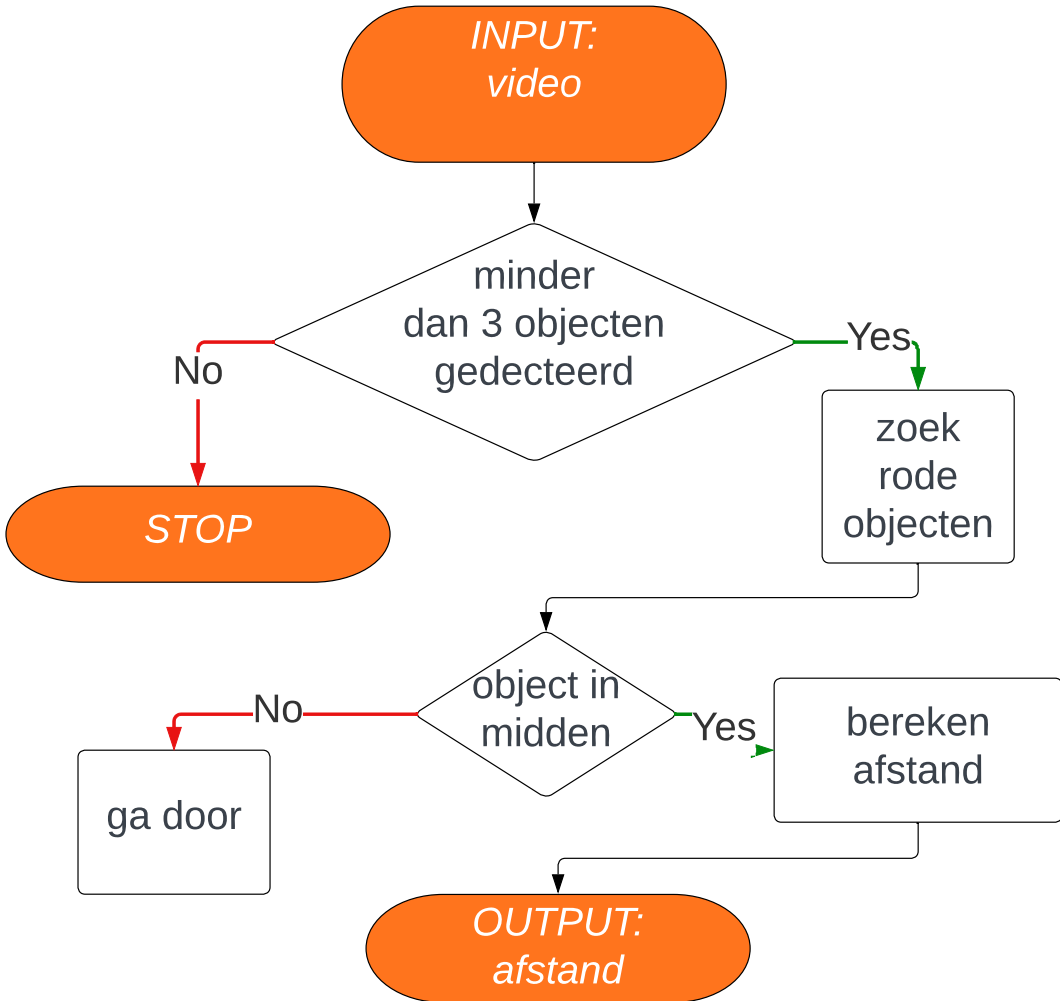 INPUT:
video
minder
dan 3 objecten
gedecteerd
No
Yes
zoek
rode
objecten
STOP
object in
midden
No
Yes
bereken
afstand
ga door
OUTPUT:
afstand